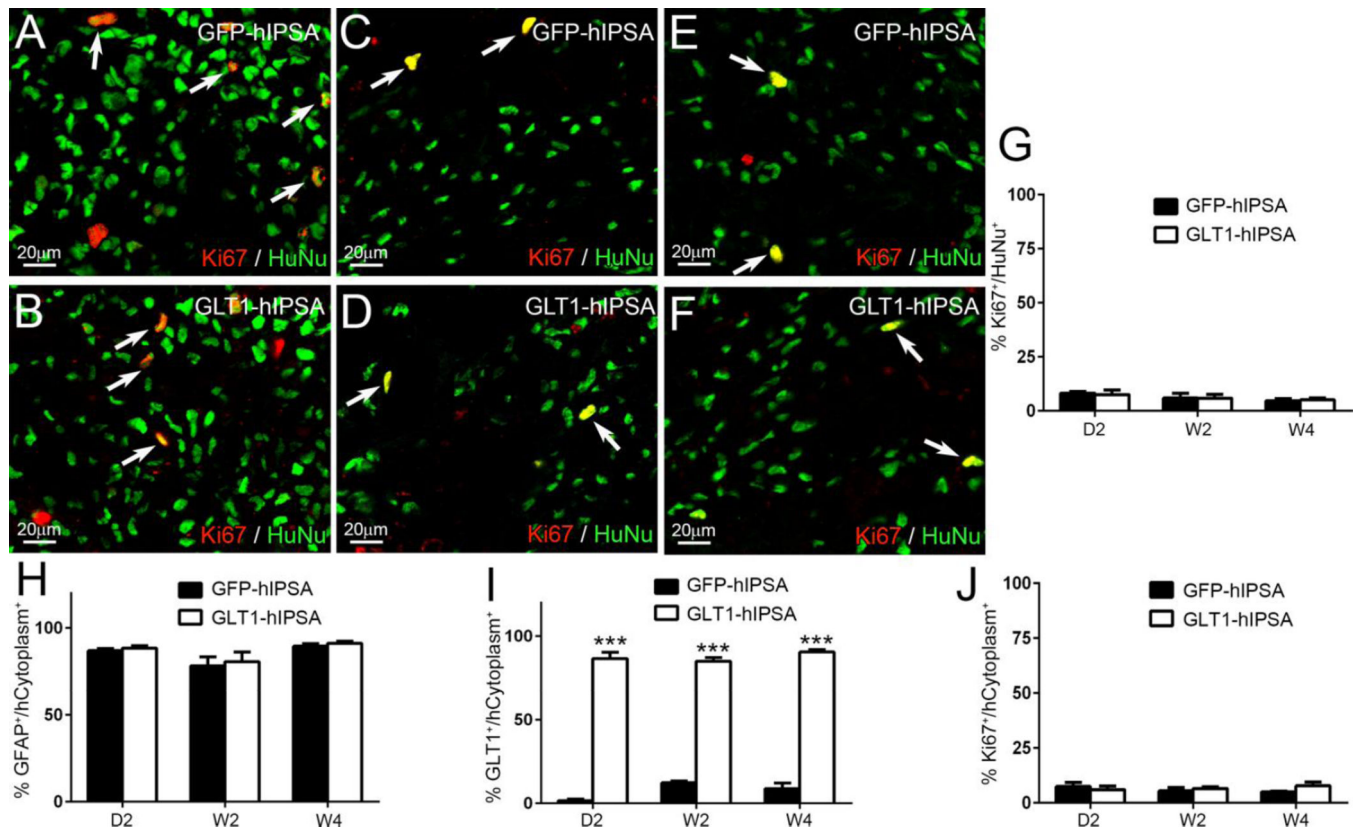 A
GFP-hIPSA
20µm
Ki67 / HuNu
C
GFP-hIPSA
20µm
Ki67 / HuNu
E
GFP-hIPSA
20µm
Ki67 / HuNu
B
GLT1-hIPSA
20µm
Ki67 / HuNu
D
GLT1-hIPSA
20µm
Ki67 / HuNu
F
GLT1-hIPSA
20µm
Ki67 / HuNu
G
GFP-hIPSA
GLT1-hIPSA
% Ki67⁺/HuNu⁺
100
75
50
25
0
D2 W2 W4
H
GFP-hIPSA
GLT1-hIPSA
% GFAP⁺/hCytoplasm⁺
100
50
0
D2 W2 W4
I
GFP-hIPSA
GLT1-hIPSA
% GLT1⁺/hCytoplasm⁺
100
50
0
*** *** ***
D2 W2 W4
J
GFP-hIPSA
GLT1-hIPSA
% Ki67⁺/hCytoplasm⁺
100
75
50
25
0
D2 W2 W4